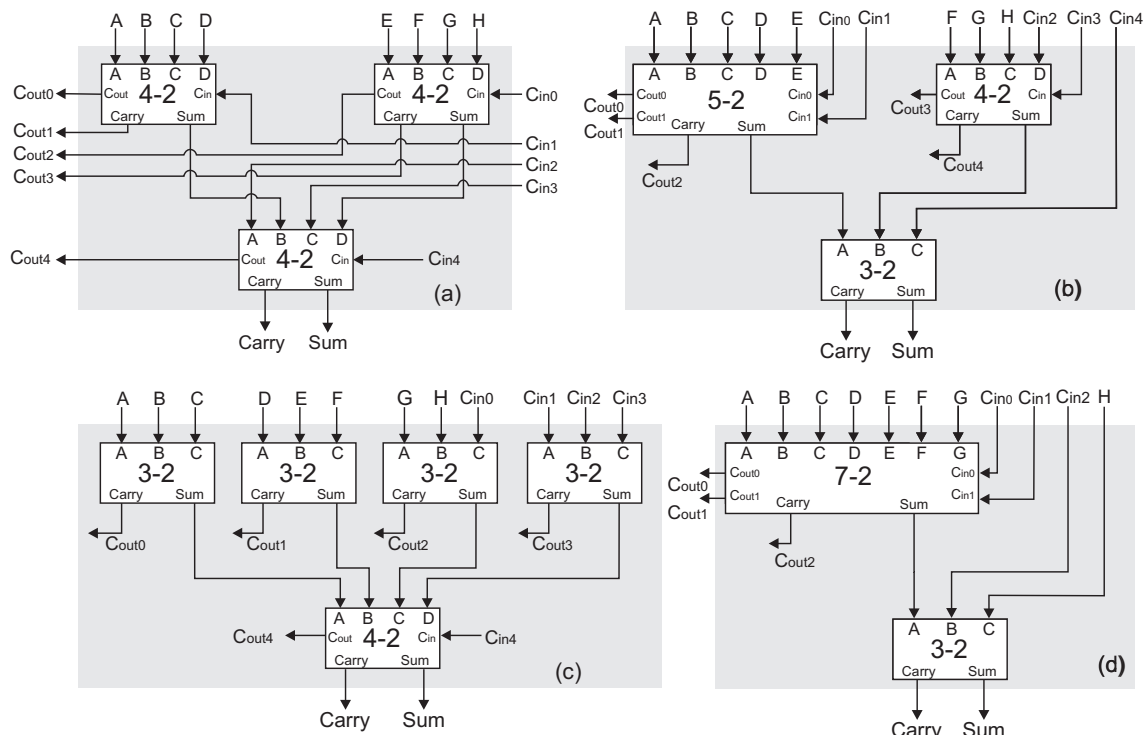 A B C D E F G H
A B C D A B C D
Cout 4-2 Cin Cout 4-2 Cin
Carry Sum Carry Sum
Cout0 Cin0
Cout1 Cin1
Cout2 Cin2
Cout3 Cin3
A B C D
Cout 4-2 Cin
Carry Sum
Cout4 Cin4
(a)
Carry Sum
A B C D E Cin0 Cin1 F G H Cin2 Cin3 Cin4
A B C D E A B C D
Cout0 5-2 Cin0 Cout 4-2 Cin
Cout1 Cin1
Carry Sum Carry Sum
Cout0 Cout3
Cout1
Cout2 Cout4
A B C
3-2
Carry Sum
(b)
Carry Sum
A B C D E F G H Cin0 Cin1 Cin2 Cin3
A B C A B C A B C A B C
3-2 3-2 3-2 3-2
Carry Sum Carry Sum Carry Sum Carry Sum
Cout0 Cout1 Cout2 Cout3
A B C D
Cout4 Cout 4-2 Cin Cin4
Carry Sum
(c)
Carry Sum
A B C D E F G Cin0 Cin1 Cin2 H
A B C D E F G
Cout0 7-2 Cin0
Cout1 Cin1
Carry Sum
Cout0
Cout1
Cout2
A B C
3-2
Carry Sum
(d)
Carry Sum